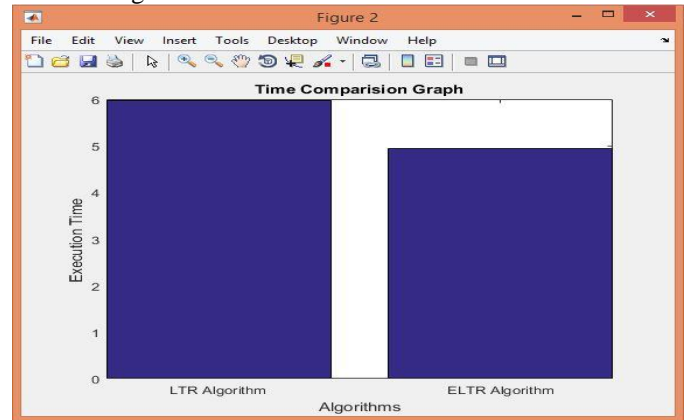 Figure 2
File Edit View Insert Tools Desktop Window Help
Time Comparision Graph
6
5
4
3
2
1
0
Execution Time
LTR Algorithm ELTR Algorithm
Algorithms